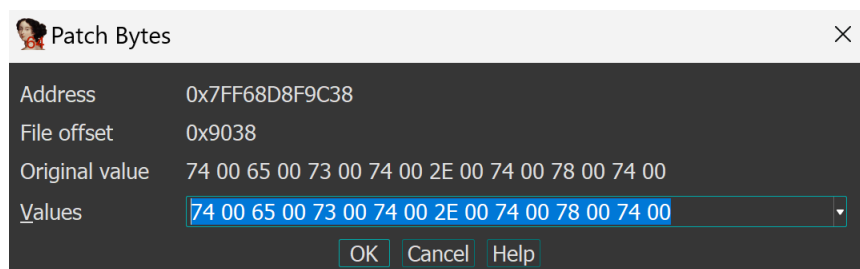 64 Patch Bytes
Address 0x7FF68D8F9C38
File offset 0x9038
Original value 74 00 65 00 73 00 74 00 2E 00 74 00 78 00 74 00
Values 74 00 65 00 73 00 74 00 2E 00 74 00 78 00 74 00
OK Cancel Help